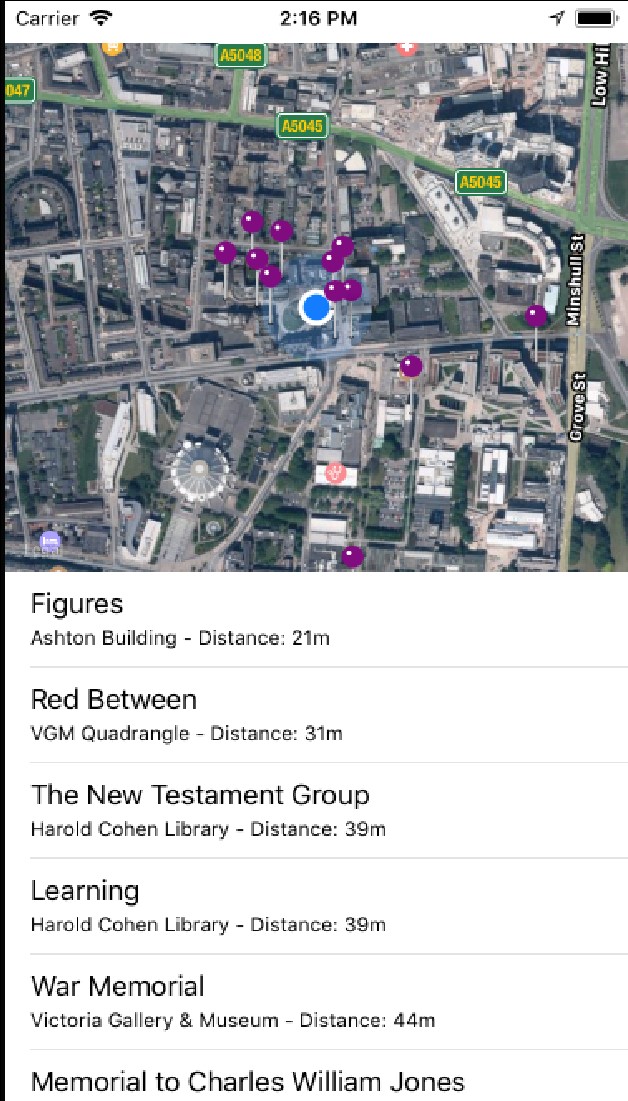 Carrier 2:16 PM
A5048
047
Low Hi
A5045
A5045
Minshull St
Grove St
Legal
Figures
Ashton Building - Distance: 21m
Red Between
VGM Quadrangle - Distance: 31m
The New Testament Group
Harold Cohen Library - Distance: 39m
Learning
Harold Cohen Library - Distance: 39m
War Memorial
Victoria Gallery & Museum - Distance: 44m
Memorial to Charles William Jones